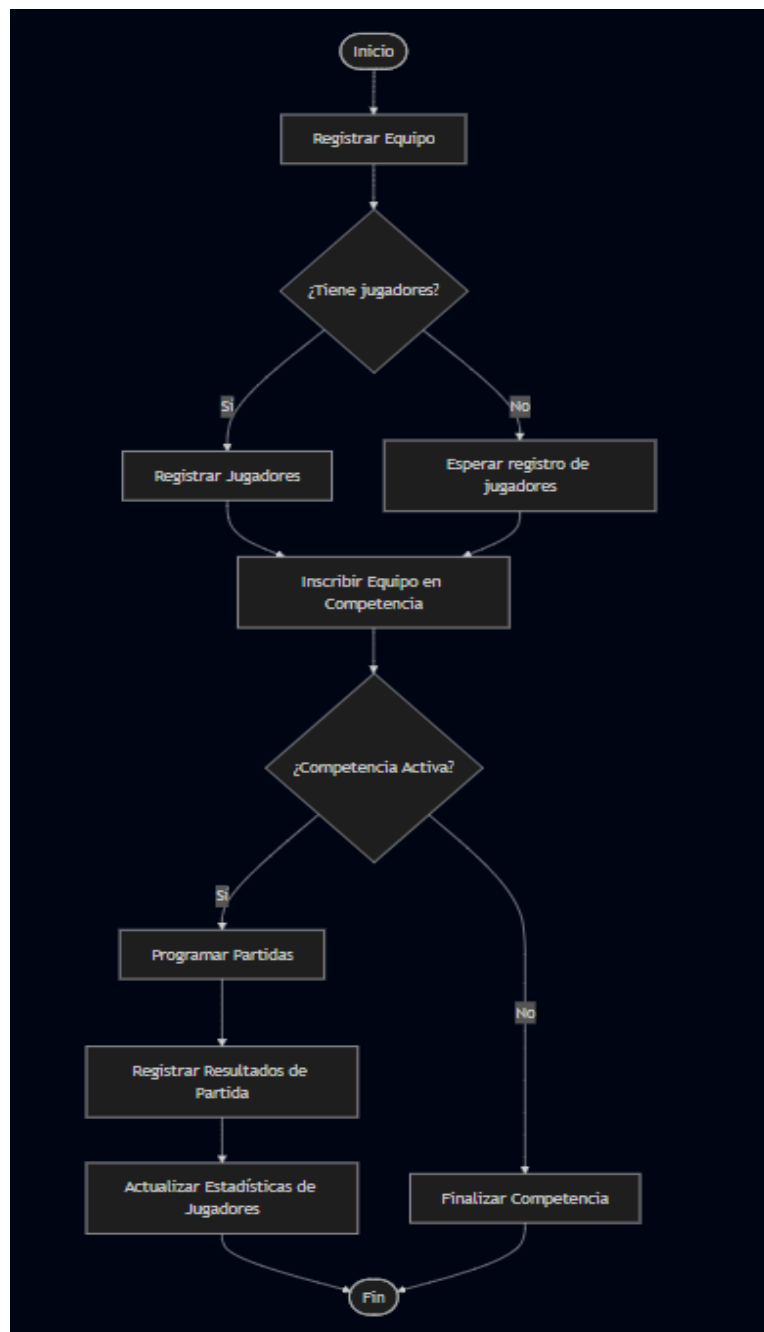 Inicio
Registrar Equipo
¿Tiene jugadores?
Si
No
Registrar Jugadores
Esperar registro de
jugadores
Inscribir Equipo en
Competencia
¿Competencia Activa?
Si
Programar Partidas
No
Registrar Resultados de
Partida
Actualizar Estadísticas de
Jugadores
Finalizar Competencia
Fin